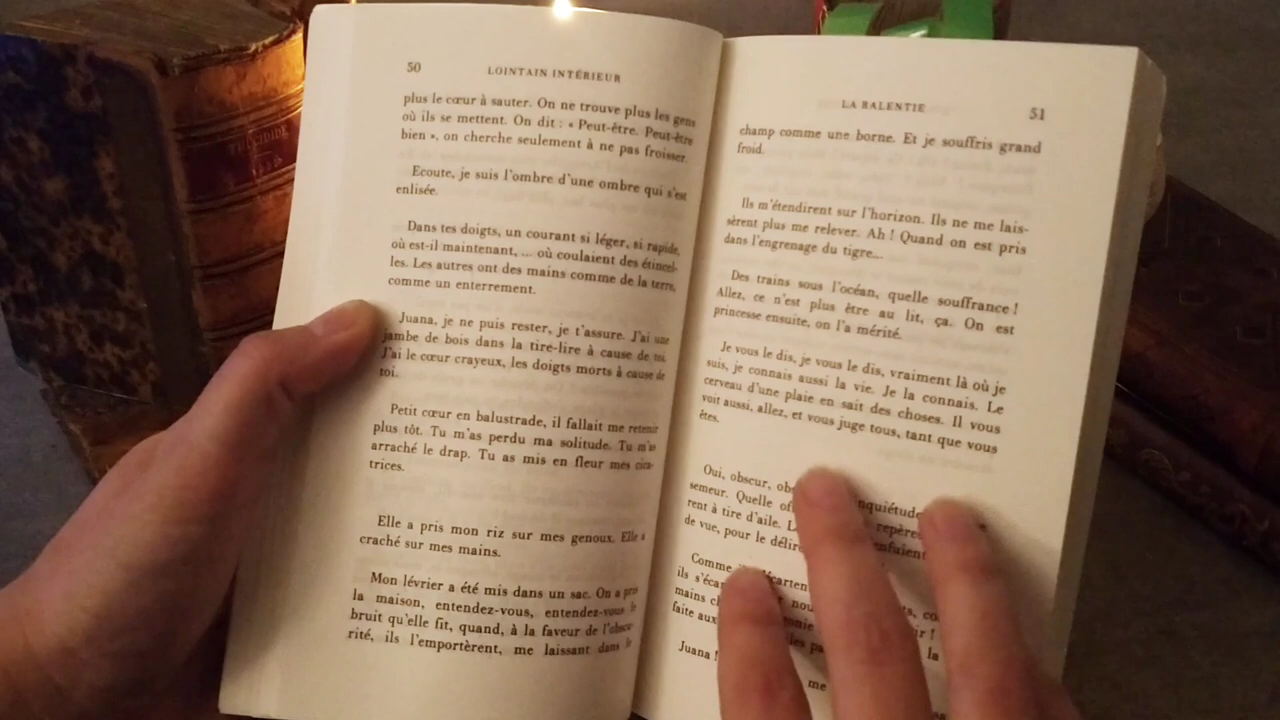 THUCIDIDE
50
LOINTAIN INTÉRIEUR
plus le cœur à sauter. On ne trouve plus les gens
où ils se mettent. On dit : « Peut-être. Peut-être
bien », on cherche seulement à ne pas froisser.
Ecoute, je suis l'ombre d'une ombre qui s'est
enlisée.
Dans tes doigts, un courant si léger, si rapide,
où est-il maintenant, ... où coulaient des étincel-
les. Les autres ont des mains comme de la terre,
comme un enterrement.
Juana, je ne puis rester, je t'assure. J'ai une
jambe de bois dans la tire-lire à cause de toi.
J'ai le cœur crayeux, les doigts morts à cause de
toi.
Petit cœur en balustrade, il fallait me retenir
plus tôt. Tu m'as perdu ma solitude. Tu m'as
arraché le drap. Tu as mis en fleur mes cica-
trices.
Elle a pris mon riz sur mes genoux. Elle a
craché sur mes mains.
Mon lévrier a été mis dans un sac. On a pris
la maison, entendez-vous, entendez-vous le
bruit qu'elle fit, quand, à la faveur de l'obscu-
rité, ils l'emportèrent, me laissant dans le
LA RALENTIE
51
champ comme une borne. Et je souffris grand
froid.
Ils m'étendirent sur l'horizon. Ils ne me lais-
sèrent plus me relever. Ah ! Quand on est pris
dans l'engrenage du tigre...
Des trains sous l'océan, quelle souffrance !
Allez, ce n'est plus être au lit, ça. On est
princesse ensuite, on l'a mérité.
Je vous le dis, je vous le dis, vraiment là où je
suis, je connais aussi la vie. Je la connais. Le
cerveau d'une plaie en sait des choses. Il vous
voit aussi, allez, et vous juge tous, tant que vous
êtes.
Oui, obscur,
semeur. Quelle
rent à tire d'aile.
de vue, pour le délire
Comme
ils
mains
faite aux
la
Juana !
me